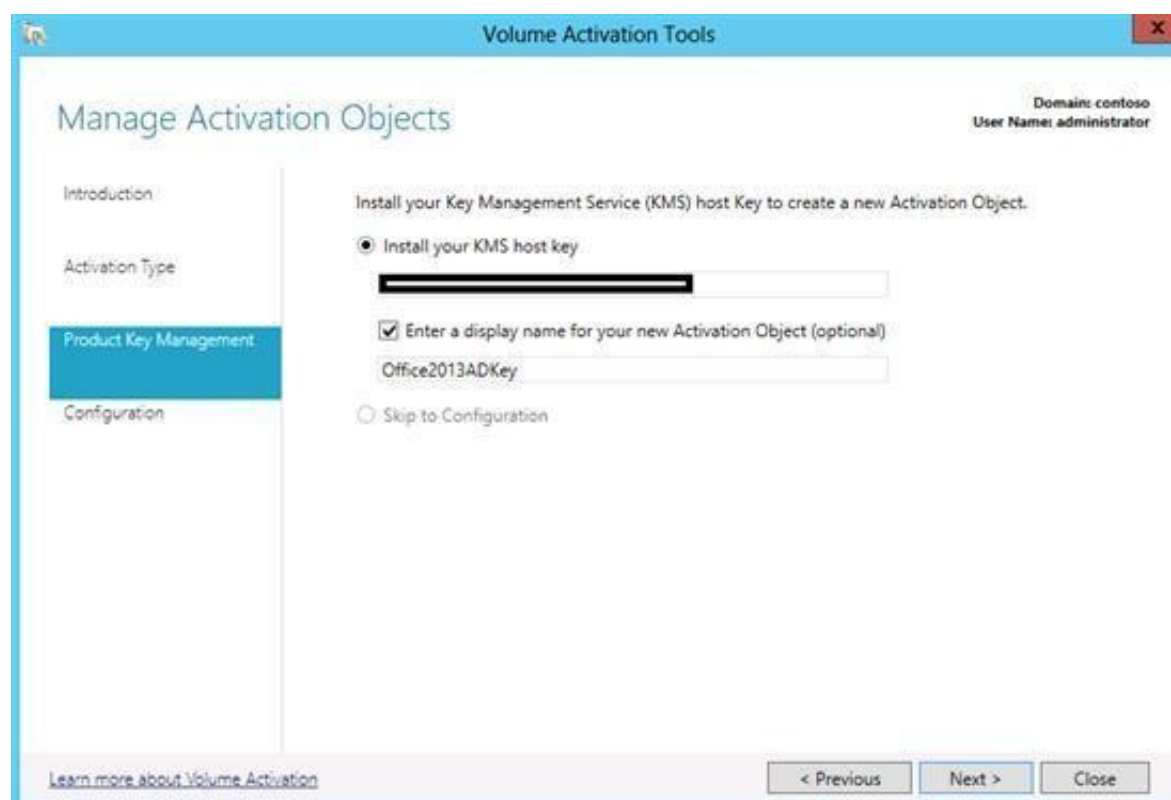 Volume Activation Tools
x
Manage Activation Objects
Domain: contoso
User Name: administrator
Introduction
Activation Type
Product Key Management
Configuration
Install your Key Management Service (KMS) host Key to create a new Activation Object.
Install your KMS host key
Enter a display name for your new Activation Object (optional)
Office2013ADKey
Skip to Configuration
Learn more about Volume Activation
< Previous
Next >
Close